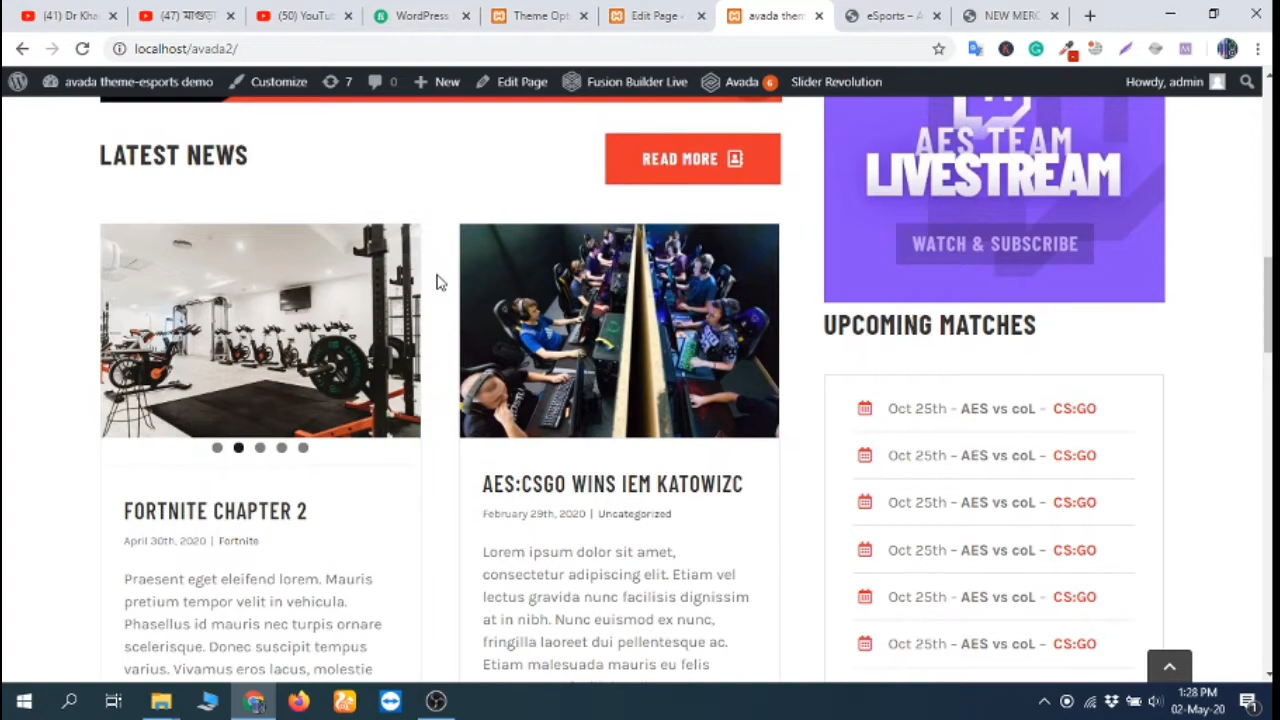 (41) Dr Kha
(47) মাগুড়া
(50) YouTu
WordPress
Theme Opt
Edit Page -
avada them
eSports – A
NEW MERC
localhost/avada2/
avada theme-esports demo
Customize
7
0
New
Edit Page
Fusion Builder Live
Avada 6
Slider Revolution
Howdy, admin
LATEST NEWS
READ MORE
AES TEAM
LIVESTREAM
WATCH & SUBSCRIBE
UPCOMING MATCHES
Oct 25th - AES vs coL - CS:GO
Oct 25th - AES vs coL - CS:GO
Oct 25th - AES vs coL - CS:GO
Oct 25th - AES vs coL - CS:GO
Oct 25th - AES vs coL - CS:GO
Oct 25th - AES vs coL - CS:GO
FORTNITE CHAPTER 2
April 30th, 2020 | Fortnite
Praesent eget eleifend lorem. Mauris
pretium tempor velit in vehicula.
Phasellus id mauris nec turpis ornare
scelerisque. Donec suscipit tempus
varius. Vivamus eros lacus, molestie
AES:CSGO WINS IEM KATOWIZC
February 29th, 2020 | Uncategorized
Lorem ipsum dolor sit amet,
consectetur adipiscing elit. Etiam vel
lectus gravida nunc facilisis dignissim
at in nibh. Nunc euismod ex nunc,
fringilla laoreet dui pellentesque ac.
Etiam malesuada mauris eu felis
1:28 PM
02-May-20
1